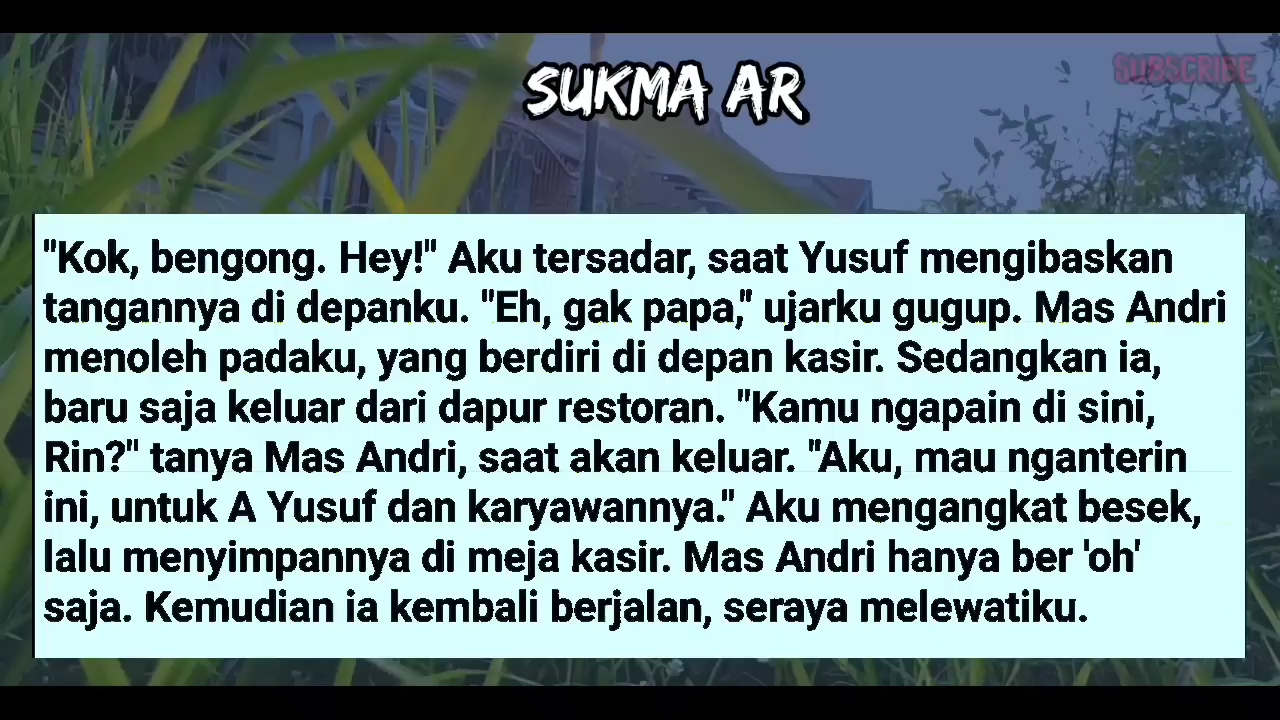 SUKMA AR
SUBSCRIBE
"Kok, bengong. Hey!" Aku tersadar, saat Yusuf mengibaskan
tangannya di depanku. "Eh, gak papa," ujarku gugup. Mas Andri
menoleh padaku, yang berdiri di depan kasir. Sedangkan ia,
baru saja keluar dari dapur restoran. "Kamu ngapain di sini,
Rin?" tanya Mas Andri, saat akan keluar. "Aku, mau nganterin
ini, untuk A Yusuf dan karyawannya." Aku mengangkat besek,
lalu menyimpannya di meja kasir. Mas Andri hanya ber 'oh'
saja. Kemudian ia kembali berjalan, seraya melewatiku.